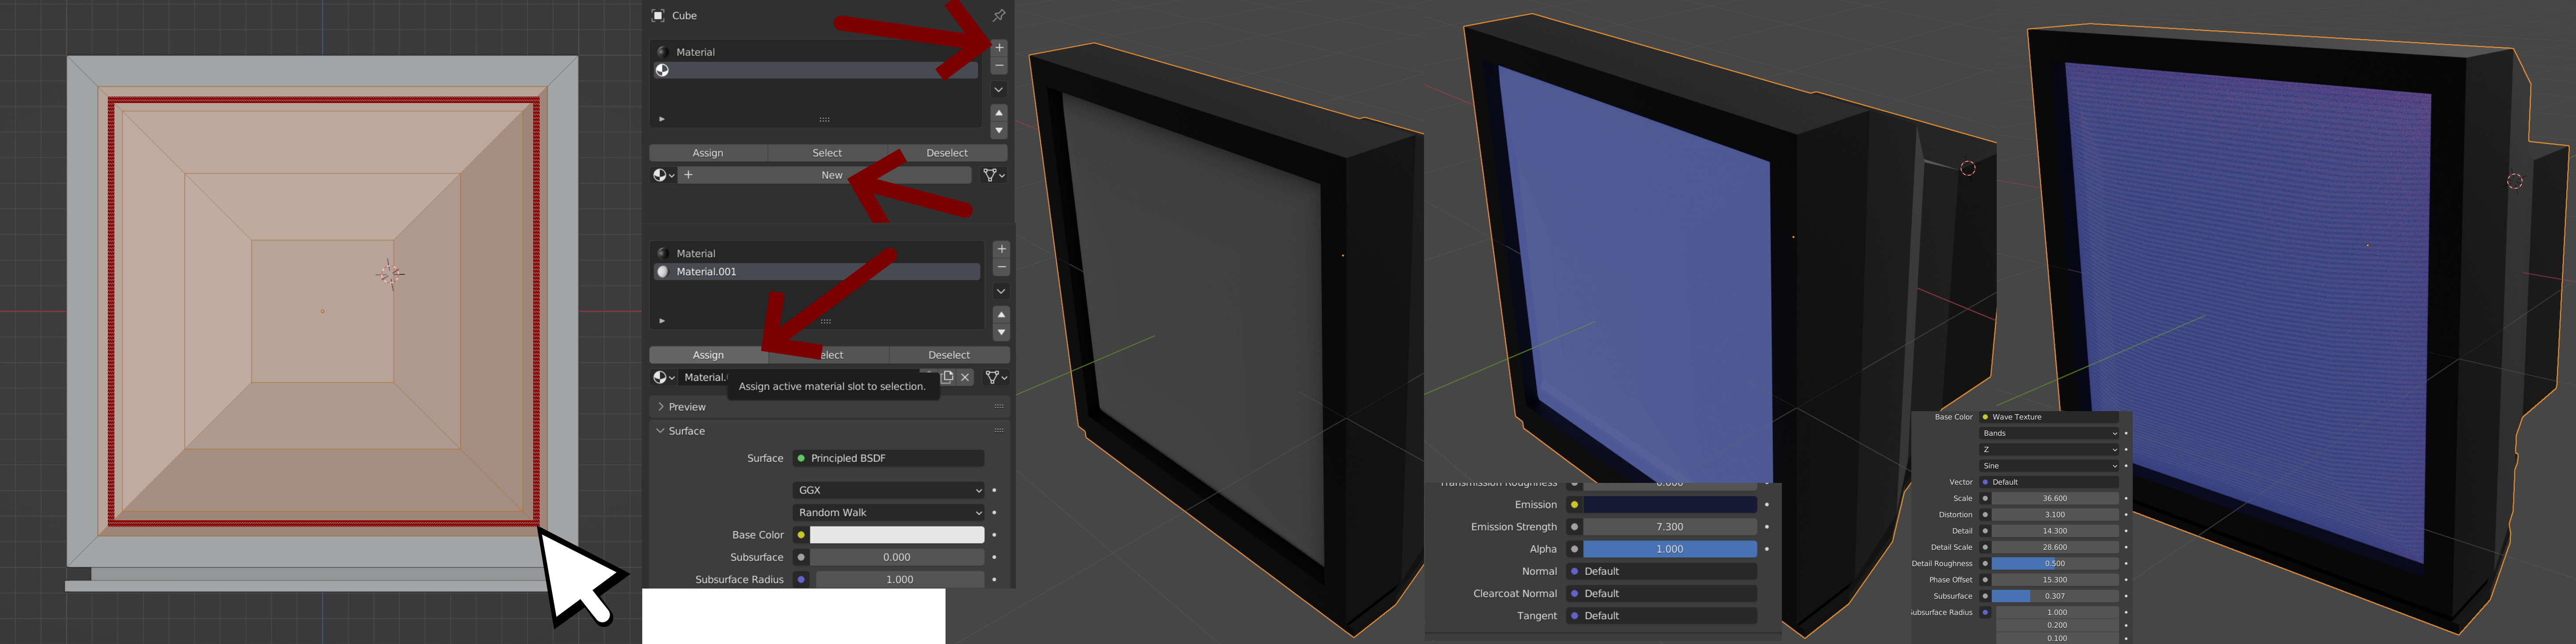 Cube
Material
Assign Select Deselect
New
Material
Material.001
Assign elect Deselect
Material.
Assign active material slot to selection.
Preview
Surface
Surface Principled BSDF
GGX
Random Walk
Base Color
Subsurface 0.000
Subsurface Radius 1.000
Transmission Roughness 0.000
Emission
Emission Strength 7.300
Alpha 1.000
Normal Default
Clearcoat Normal Default
Tangent Default
Base Color Wave Texture
Bands
Z
Sine
Vector Default
Scale 36.600
Distortion 3.100
Detail 14.300
Detail Scale 28.600
Detail Roughness 0.500
Phase Offset 15.300
Subsurface 0.307
Subsurface Radius 1.000
0.200
0.100